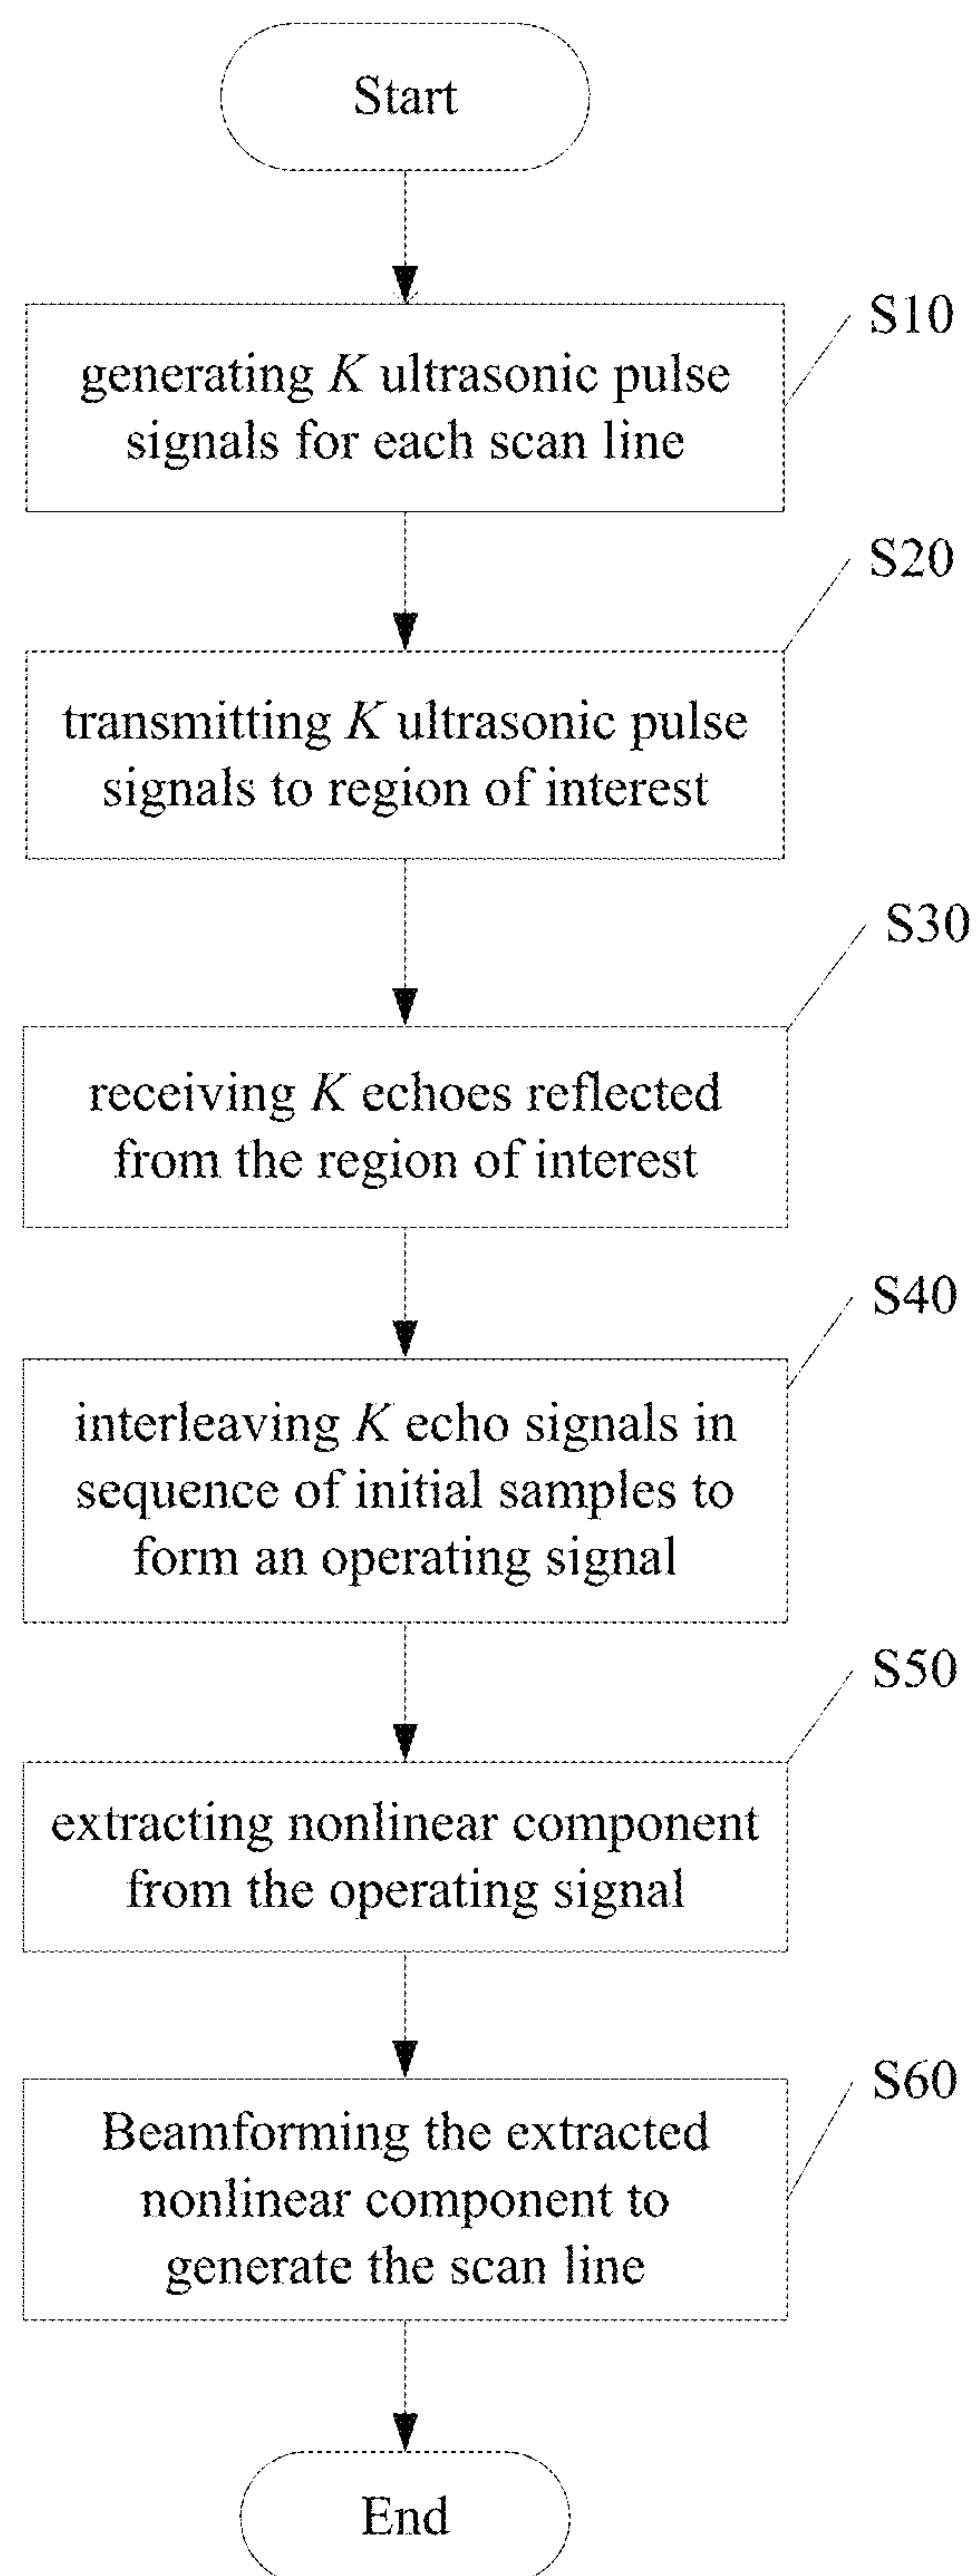 Start
S10
generating K ultrasonic pulse
signals for each scan line
S20
transmitting K ultrasonic pulse
signals to region of interest
S30
receiving K echoes reflected
from the region of interest
S40
interleaving K echo signals in
sequence of initial samples to
form an operating signal
S50
extracting nonlinear component
from the operating signal
S60
Beamforming the extracted
nonlinear component to
generate the scan line
End